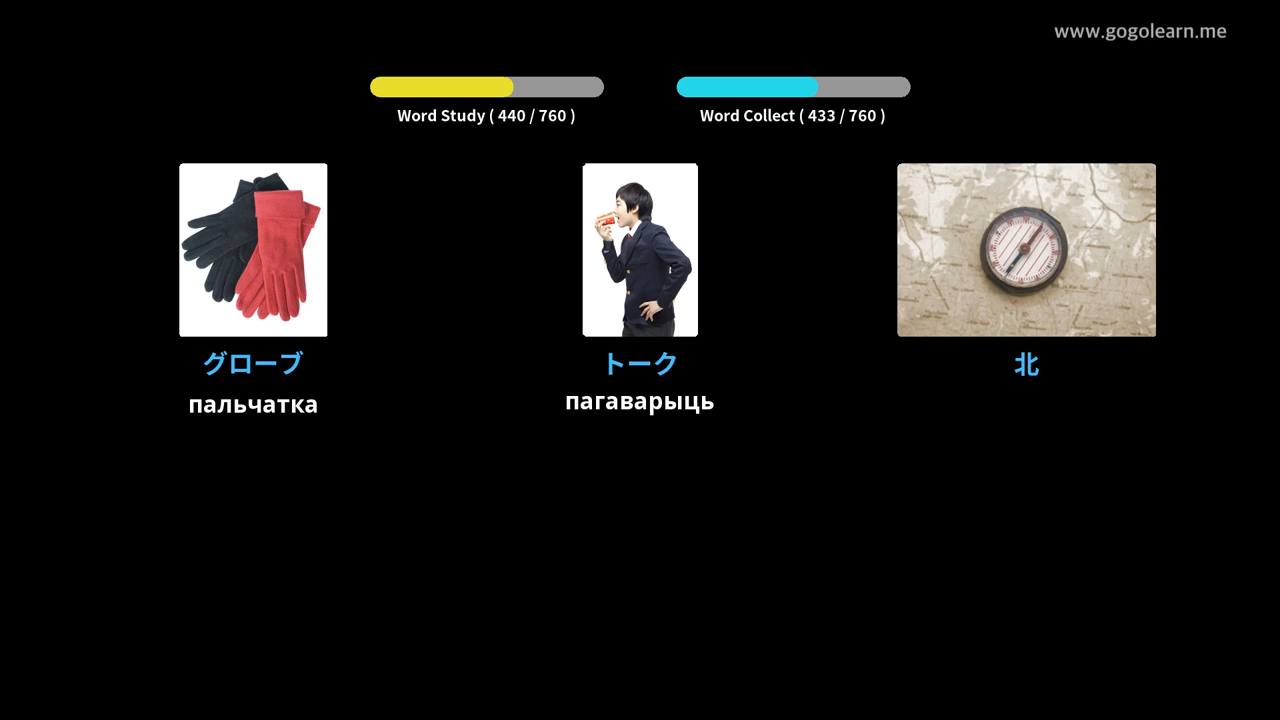 www.gogolearn.me
Word Study ( 440 / 760 )
Word Collect ( 433 / 760 )
グローブ
пальчатка
トーク
пагаварыць
北